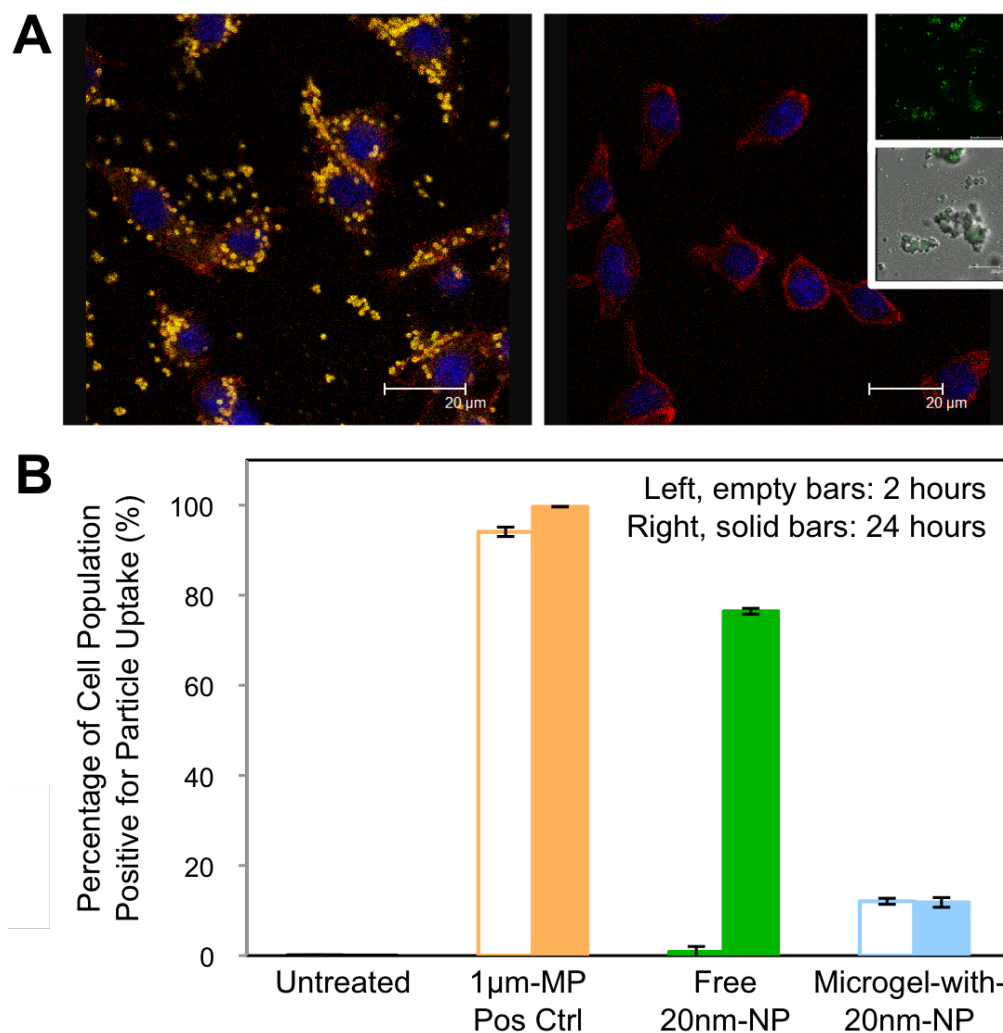 A
20 µm
20 µm
B
Left, empty bars: 2 hours
Right, solid bars: 24 hours
Percentage of Cell Population
Positive for Particle Uptake (%)
100
80
60
40
20
0
Untreated
1µm-MP
Pos Ctrl
Free
20nm-NP
Microgel-with-
20nm-NP